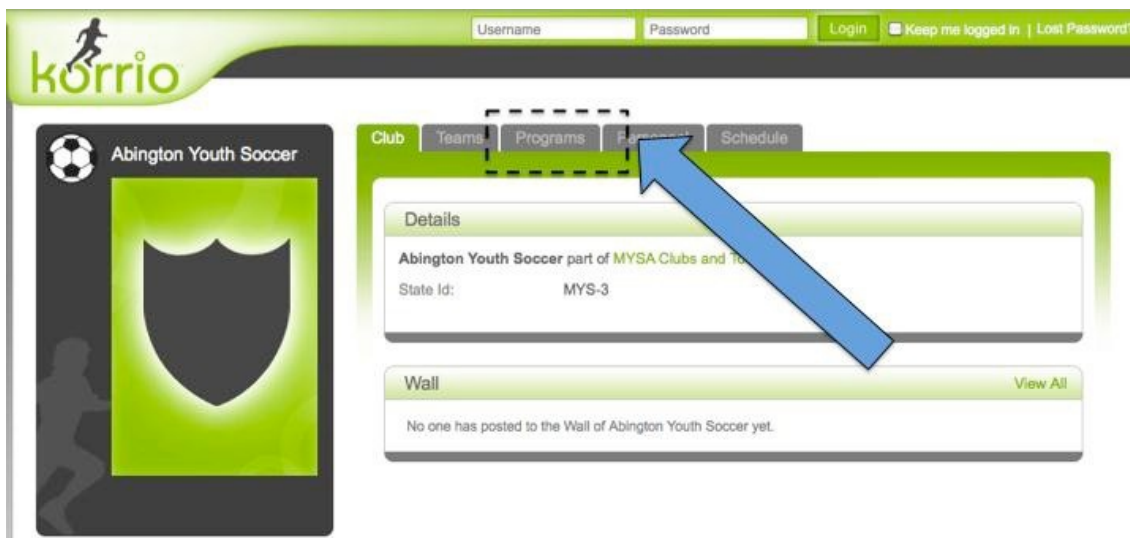 Username Password Login Keep me logged in | Lost Password?
korrio
Abington Youth Soccer
Club Teams Programs Schedule
Details
Abington Youth Soccer part of MYSA Clubs and
State Id: MYS-3
Wall View All
No one has posted to the Wall of Abington Youth Soccer yet.